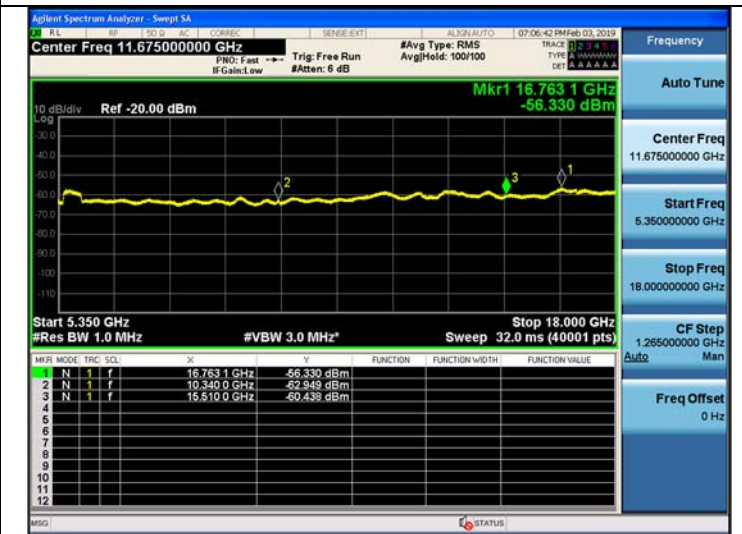 Agilent Spectrum Analyzer - Swept SA
RL RF 50 Ω AC CORREC SENSE:EXT ALIGN AUTO 07:06:42 PM Feb 03, 2019
Center Freq 11.675000000 GHz
PNO: Fast
IFGain:Low
Trig: Free Run
#Atten: 6 dB
#Avg Type: RMS
Avg|Hold: 100/100
TRACE 1 2 3 4 5 6
TYPE A WWWWW
DET A A A A A A
Mkr1 16.763 1 GHz
-56.330 dBm
10 dB/div Ref -20.00 dBm
Log
-30.0
-40.0
-50.0
-60.0
-70.0
-80.0
-90.0
-100
-110
2
3
1
Start 5.350 GHz
Stop 18.000 GHz
#Res BW 1.0 MHz #VBW 3.0 MHz* Sweep 32.0 ms (40001 pts)
MKR MODE TRC SCL X Y FUNCTION FUNCTION WIDTH FUNCTION VALUE
1 N 1 f 16.763 1 GHz -56.330 dBm
2 N 1 f 10.340 0 GHz -62.949 dBm
3 N 1 f 15.510 0 GHz -60.438 dBm
4
5
6
7
8
9
10
11
12
MSG STATUS
Frequency
Auto Tune
Center Freq
11.675000000 GHz
Start Freq
5.350000000 GHz
Stop Freq
18.000000000 GHz
CF Step
1.265000000 GHz
Auto Man
Freq Offset
0 Hz